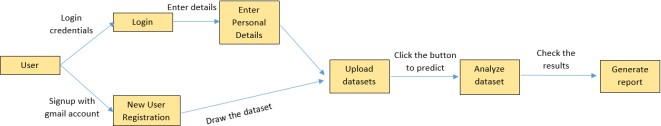 User
Login
credentials
Login
Enter details
Enter
Personal
Details
Signup with
gmail account
New User
Registration
Draw the dataset
Upload
datasets
Click the button
to predict
Analyze
dataset
Check the
results
Generate
report